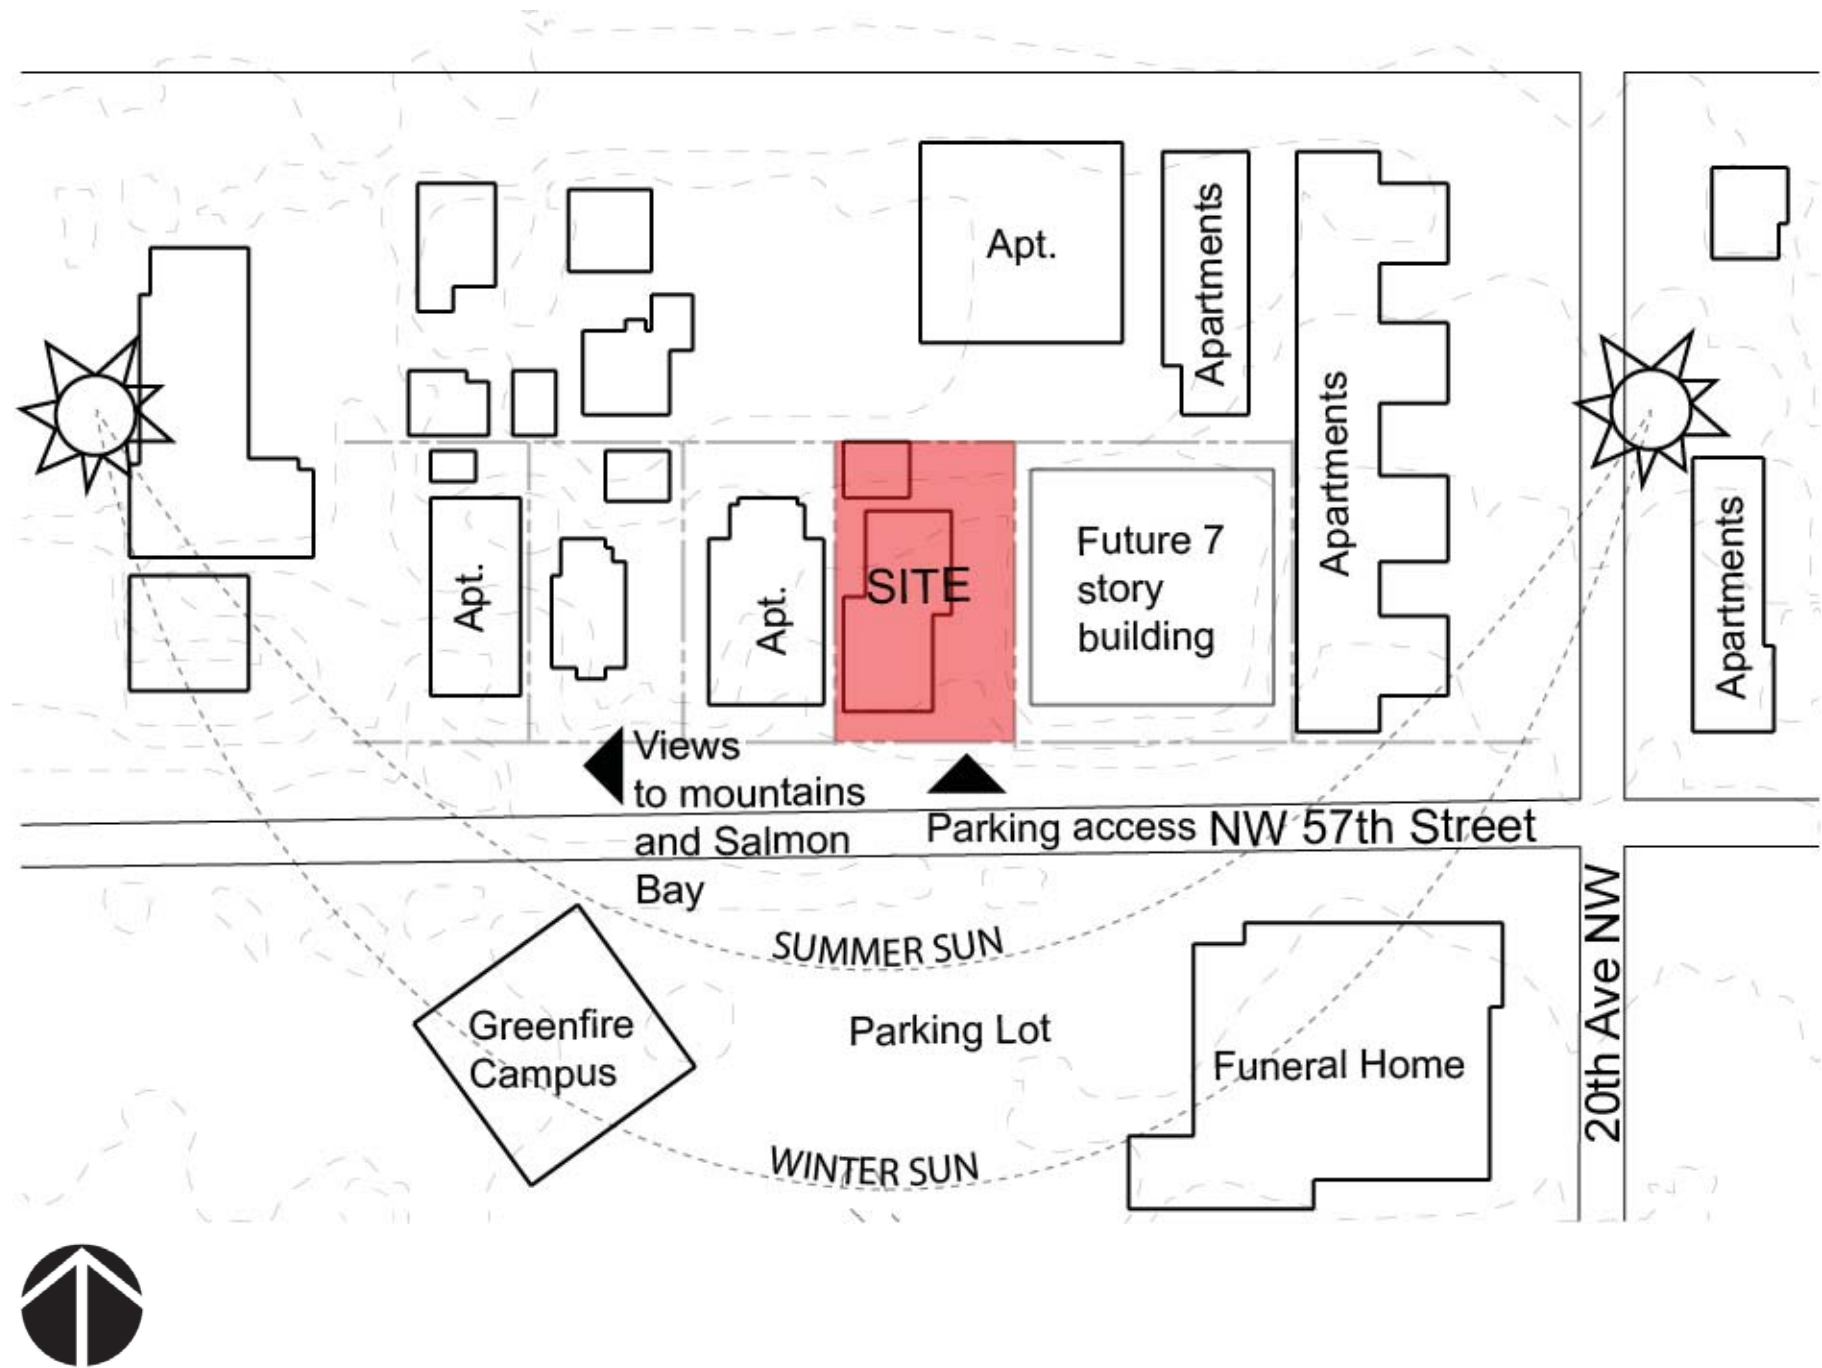 Apt.
Apartments
Apartments
Apartments
Apt.
Apt.
SITE
Future 7
story
building
Views
to mountains
and Salmon
Bay
Parking access
NW 57th Street
20th Ave NW
SUMMER SUN
Greenfire
Campus
Parking Lot
Funeral Home
WINTER SUN